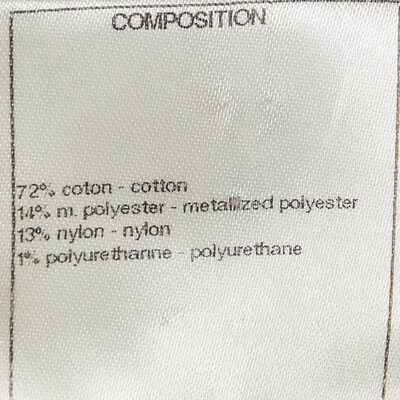 COMPOSITION
72% coton - cotton
14% m. polyester - metallized polyester
13% nylon - nylon
1% polyurethanne - polyurethane